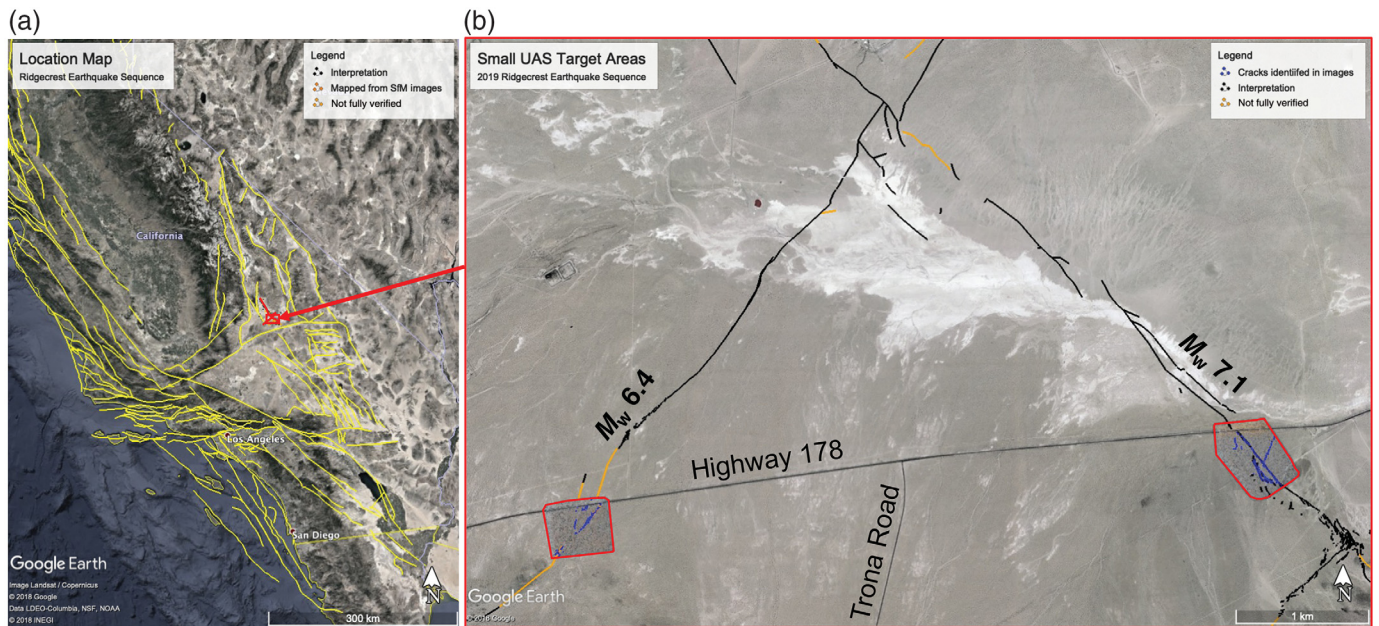 (a)
Location Map
Ridgecrest Earthquake Sequence
Legend
Interpretation
Mapped from SfM images
Not fully verified
California
Los Angeles
San Diego
Google Earth
Image Landsat / Copernicus
© 2018 Google
Data LDEO-Columbia, NSF, NOAA
© 2018 INEGI
N
300 km
(b)
Small UAS Target Areas
2019 Ridgecrest Earthquake Sequence
Legend
Cracks identiifed in images
Interpretation
Not fully verified
Mw 6.4
Mw 7.1
Highway 178
Trona Road
Google Earth
© 2018 Google
N
1 km